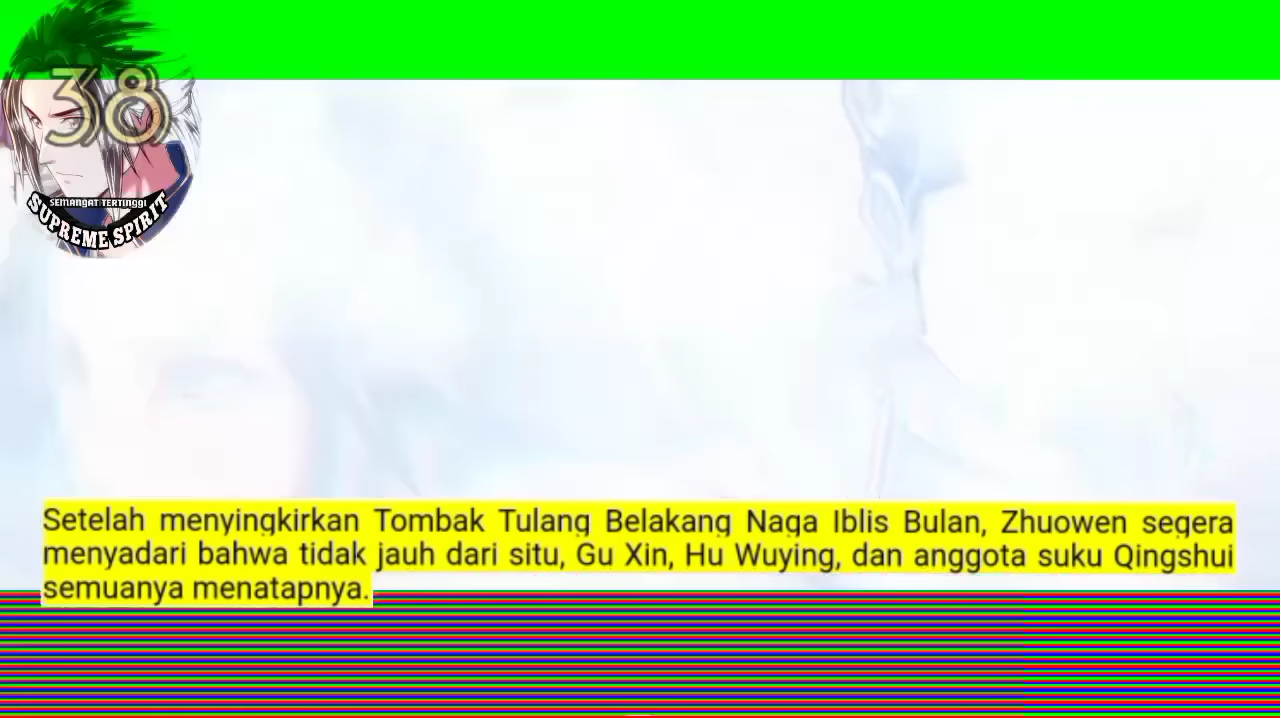 38
SEMANGAT TERTINGGI
SUPREME SPIRIT
Setelah menyingkirkan Tombak Tulang Belakang Naga Iblis Bulan, Zhuowen segera
menyadari bahwa tidak jauh dari situ, Gu Xin, Hu Wuying, dan anggota suku Qingshui
semuanya menatapnya.